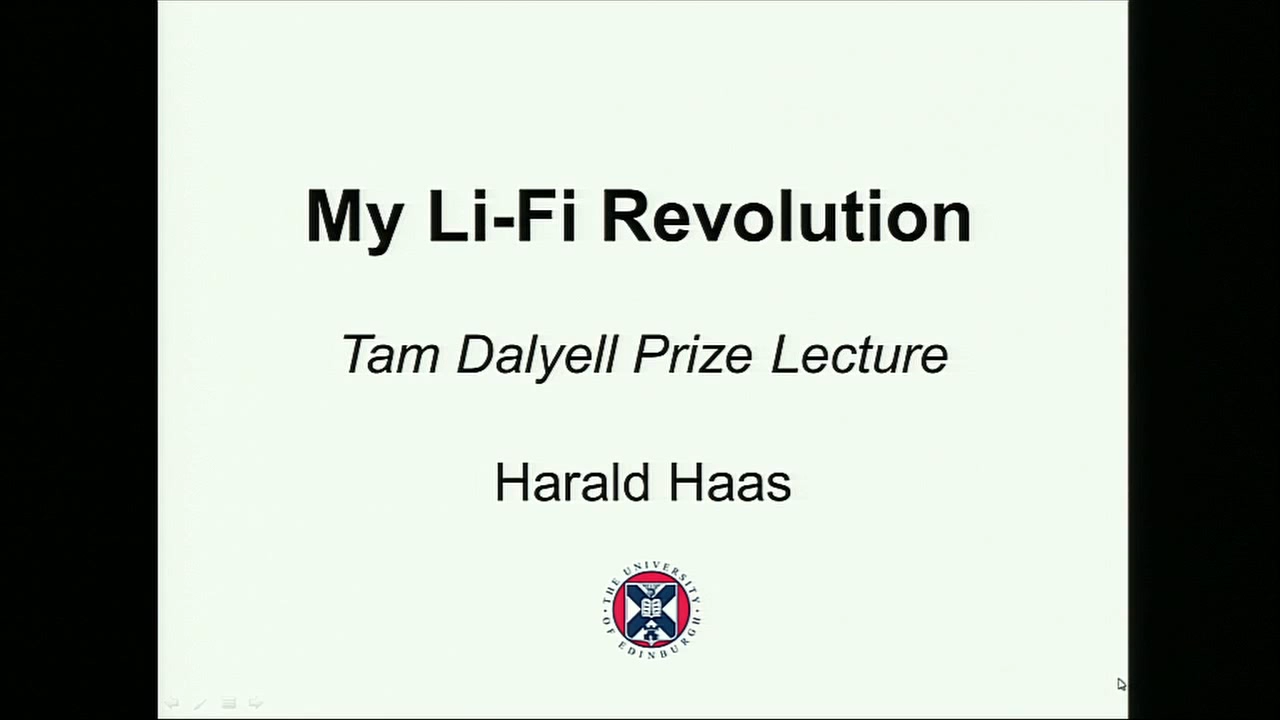 My Li-Fi Revolution
Tam Dalyell Prize Lecture
Harald Haas
THE UNIVERSITY
OF EDINBURGH